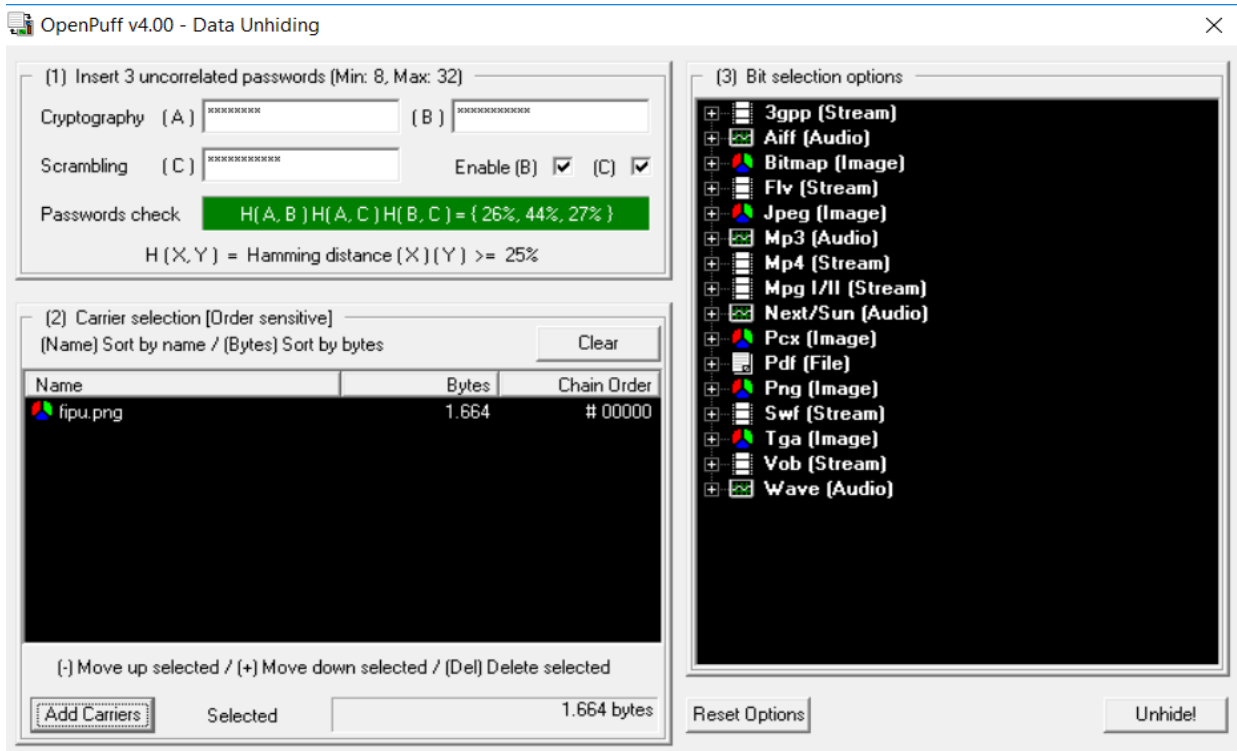 OpenPuff v4.00 - Data Unhiding
(1) Insert 3 uncorrelated passwords (Min: 8, Max: 32)
Cryptography (A) ******** (B) ***********
Scrambling (C) *********** Enable (B) (C)
Passwords check H(A, B) H(A, C) H(B, C) = { 26%, 44%, 27% }
H (X, Y) = Hamming distance (X)(Y) >= 25%
(2) Carrier selection [Order sensitive]
(Name) Sort by name / (Bytes) Sort by bytes Clear
Name Bytes Chain Order
fipu.png 1.664 # 00000
(-) Move up selected / (+) Move down selected / (Del) Delete selected
Add Carriers Selected 1.664 bytes
(3) Bit selection options
3gpp (Stream)
Aiff (Audio)
Bitmap (Image)
Flv (Stream)
Jpeg (Image)
Mp3 (Audio)
Mp4 (Stream)
Mpg I/II (Stream)
Next/Sun (Audio)
Pcx (Image)
Pdf (File)
Png (Image)
Swf (Stream)
Tga (Image)
Vob (Stream)
Wave (Audio)
Reset Options Unhide!